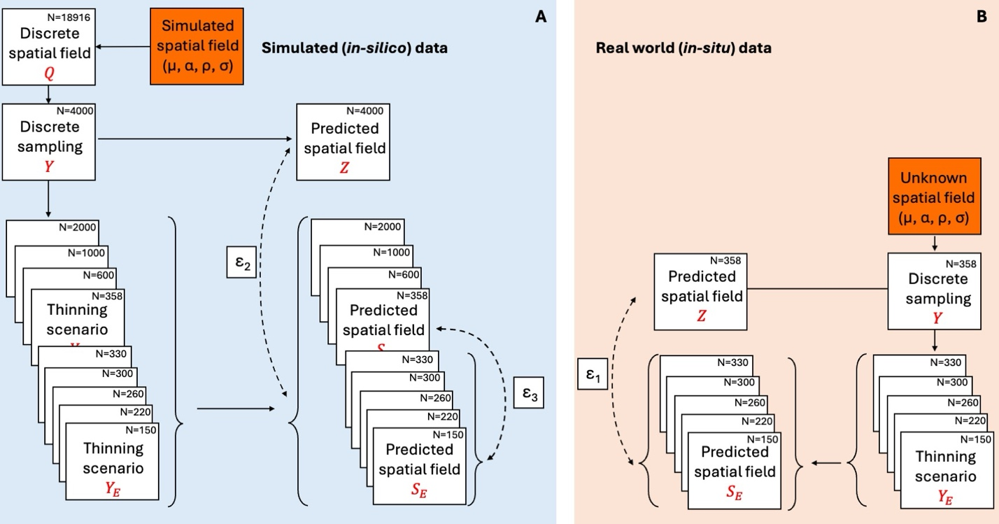 A
Simulated (in-silico) data
N=18916
Discrete
spatial field
Q
Simulated
spatial field
(μ, α, ρ, σ)
N=4000
Discrete
sampling
Y
N=4000
Predicted
spatial field
Z
N=2000
N=1000
N=600
N=358
Thinning
scenario
N=330
N=300
N=260
N=220
N=150
Thinning
scenario
Y_E
ε2
N=2000
N=1000
N=600
N=358
Predicted
spatial field
S
N=330
N=300
N=260
N=220
N=150
Predicted
spatial field
S_E
ε3
B
Real world (in-situ) data
Unknown
spatial field
(μ, α, ρ, σ)
N=358
Predicted
spatial field
Z
N=358
Discrete
sampling
Y
ε1
N=330
N=300
N=260
N=220
N=150
Predicted
spatial field
S_E
N=330
N=300
N=260
N=220
N=150
Thinning
scenario
Y_E